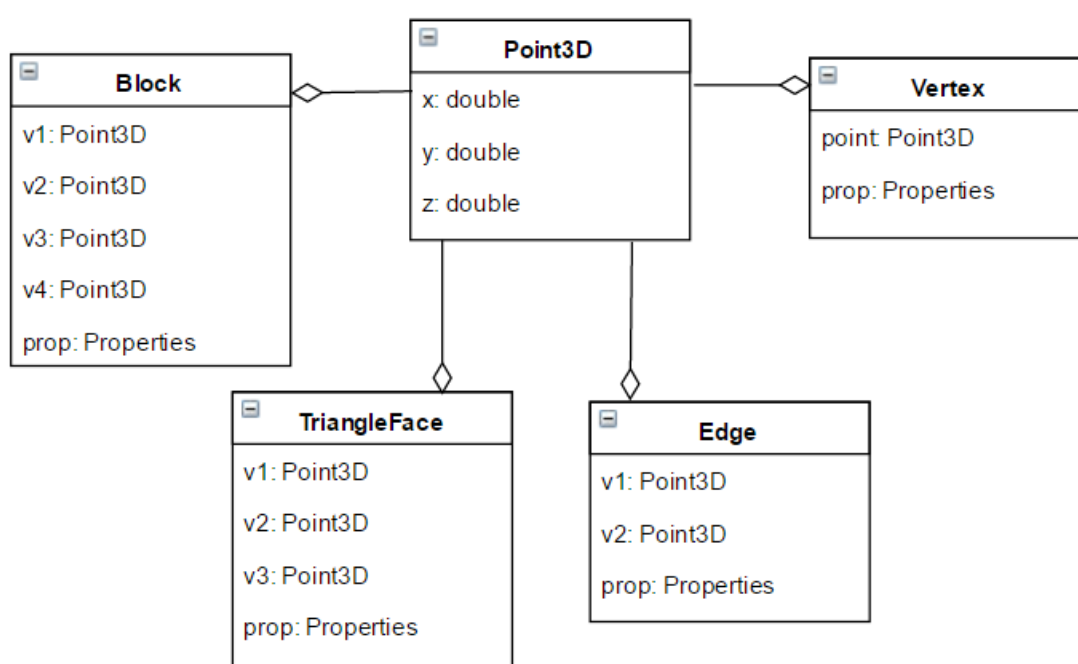 Point3D
x: double
y: double
z: double
Block
v1: Point3D
v2: Point3D
v3: Point3D
v4: Point3D
prop: Properties
Vertex
point: Point3D
prop: Properties
TriangleFace
v1: Point3D
v2: Point3D
v3: Point3D
prop: Properties
Edge
v1: Point3D
v2: Point3D
prop: Properties